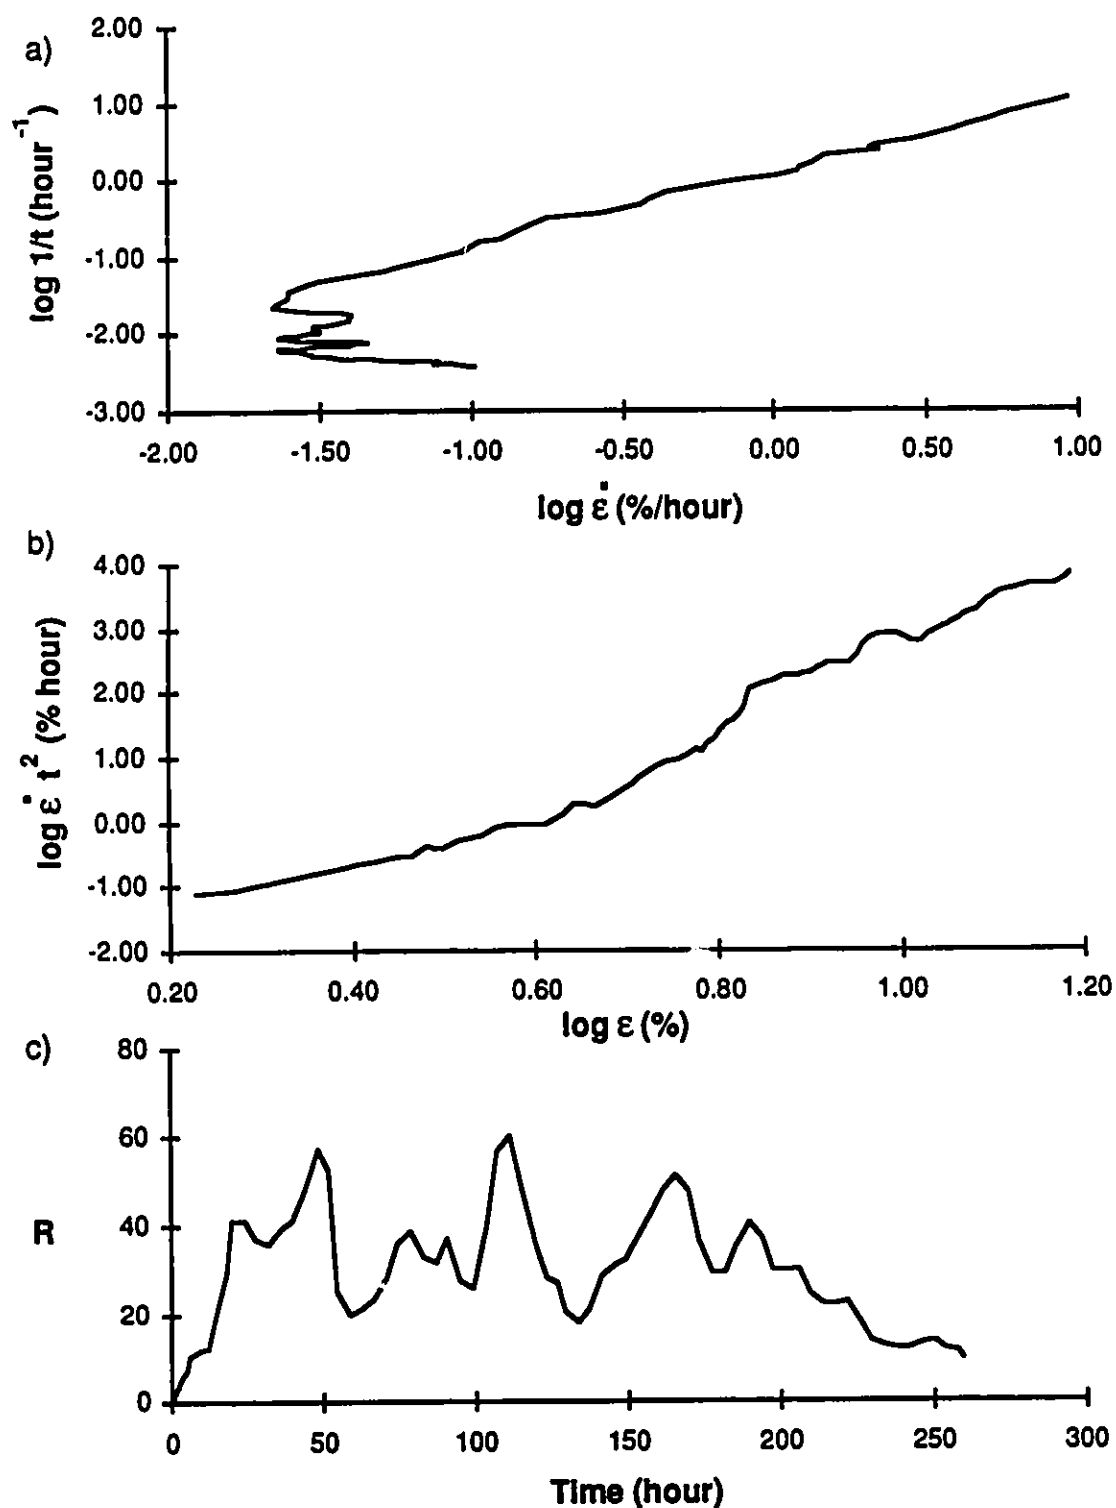 a)
2.00
1.00
0.00
-1.00
-2.00
-3.00
log 1/t (hour⁻¹)
-2.00 -1.50 -1.00 -0.50 0.00 0.50 1.00
log ε̇ (%/hour)
b)
4.00
3.00
2.00
1.00
0.00
-1.00
-2.00
log ε̇ t² (% hour)
0.20 0.40 0.60 0.80 1.00 1.20
log ε (%)
c)
80
60
40
20
0
R
0 50 100 150 200 250 300
Time (hour)